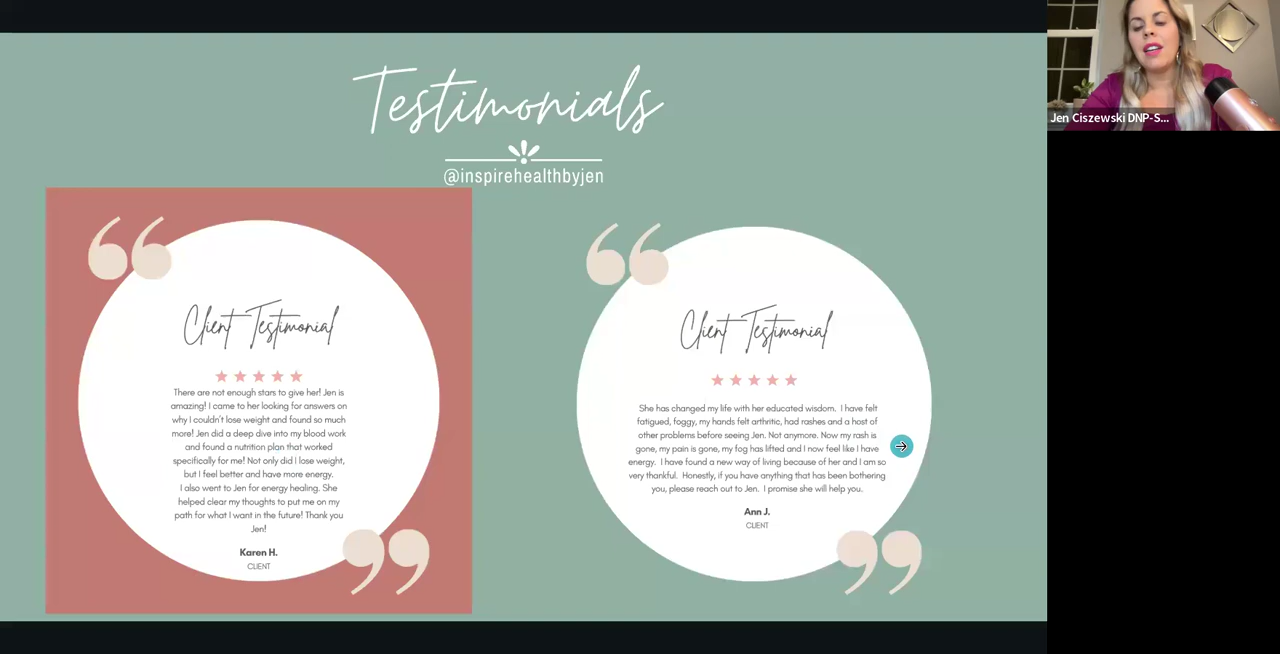 Testimonials
@inspirehealthbyjen
Client Testimonial
There are not enough stars to give her! Jen is
amazing! I came to her looking for answers on
why I couldn't lose weight and found so much
more! Jen did a deep dive into my blood work
and found a nutrition plan that worked
specifically for me! Not only did I lose weight,
but I feel better and have more energy.
I also went to Jen for energy healing. She
helped clear my thoughts to put me on my
path for what I want in the future! Thank you
Jen!
Karen H.
CLIENT
Client Testimonial
She has changed my life with her educated wisdom. I have felt
fatigued, foggy, my hands felt arthritic, had rashes and a host of
other problems before seeing Jen. Not anymore. Now my rash is
gone, my pain is gone, my fog has lifted and I now feel like I have
energy. I have found a new way of living because of her and I am so
very thankful. Honestly, if you have anything that has been bothering
you, please reach out to Jen. I promise she will help you.
Ann J.
CLIENT
Jen Ciszewski DNP-S...